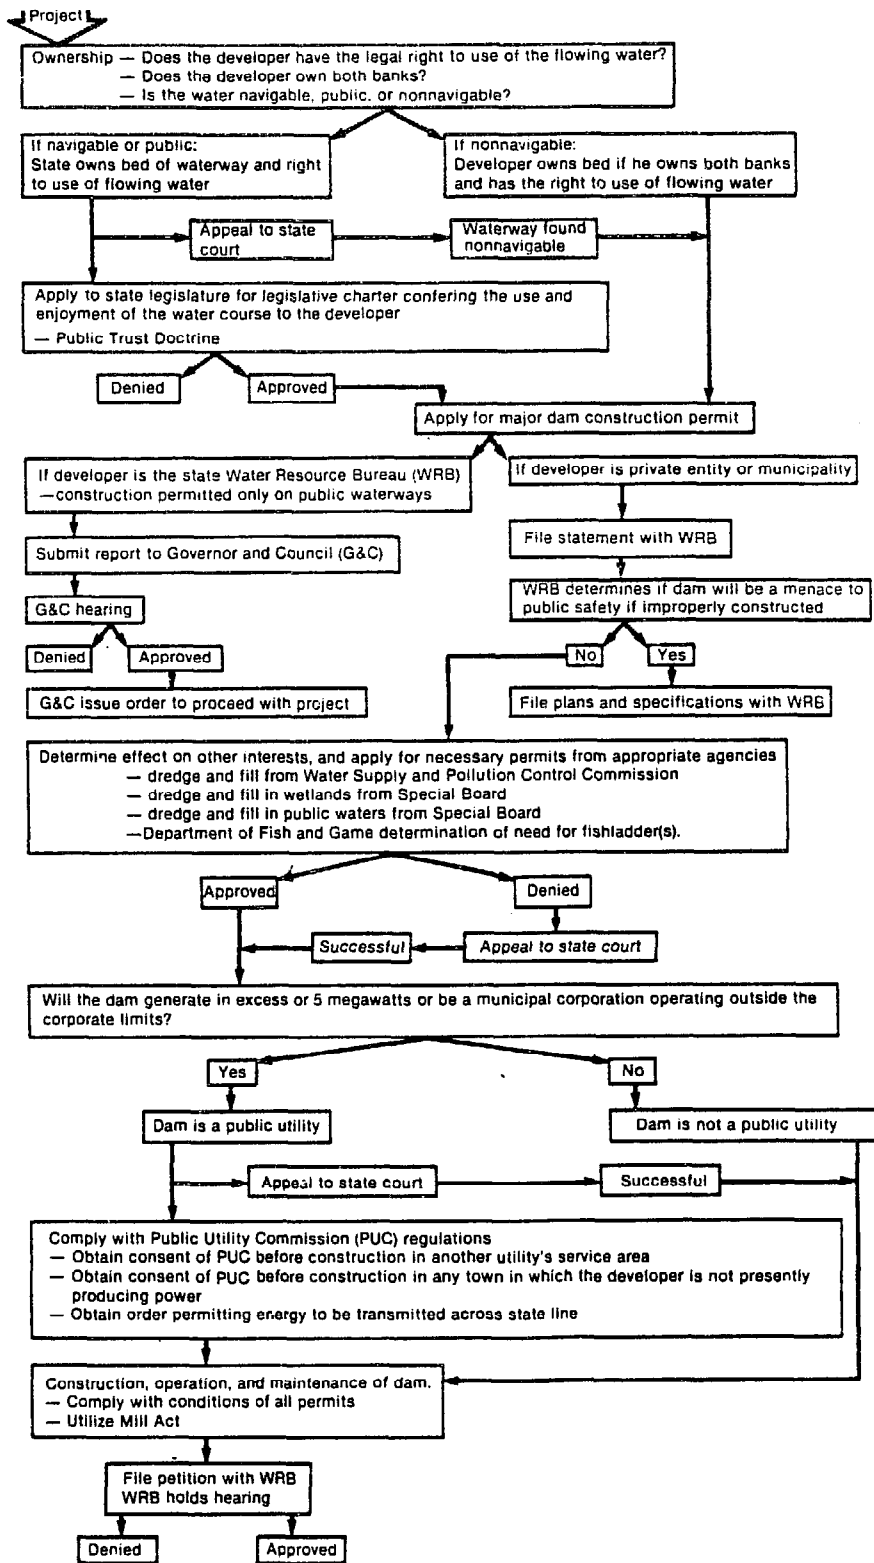 Project
Ownership — Does the developer have the legal right to use of the flowing water?
— Does the developer own both banks?
— Is the water navigable, public, or nonnavigable?
If navigable or public:
State owns bed of waterway and right
to use of flowing water
If nonnavigable:
Developer owns bed if he owns both banks
and has the right to use of flowing water
Appeal to state
court
Waterway found
nonnavigable
Apply to state legislature for legislative charter confering the use and
enjoyment of the water course to the developer
— Public Trust Doctrine
Denied
Approved
Apply for major dam construction permit
If developer is the state Water Resource Bureau (WRB)
—construction permitted only on public waterways
If developer is private entity or municipality
Submit report to Governor and Council (G&C)
File statement with WRB
G&C hearing
WRB determines if dam will be a menace to
public safety if improperly constructed
Denied
Approved
No
Yes
G&C issue order to proceed with project
File plans and specifications with WRB
Determine effect on other interests, and apply for necessary permits from appropriate agencies
— dredge and fill from Water Supply and Pollution Control Commission
— dredge and fill in wetlands from Special Board
— dredge and fill in public waters from Special Board
—Department of Fish and Game determination of need for fishladder(s).
Approved
Denied
Successful
Appeal to state court
Will the dam generate in excess or 5 megawatts or be a municipal corporation operating outside the
corporate limits?
Yes
No
Dam is a public utility
Dam is not a public utility
Appeal to state court
Successful
Comply with Public Utility Commission (PUC) regulations
— Obtain consent of PUC before construction in another utility's service area
— Obtain consent of PUC before construction in any town in which the developer is not presently
producing power
— Obtain order permitting energy to be transmitted across state line
Construction, operation, and maintenance of dam.
— Comply with conditions of all permits
— Utilize Mill Act
File petition with WRB
WRB holds hearing
Denied
Approved